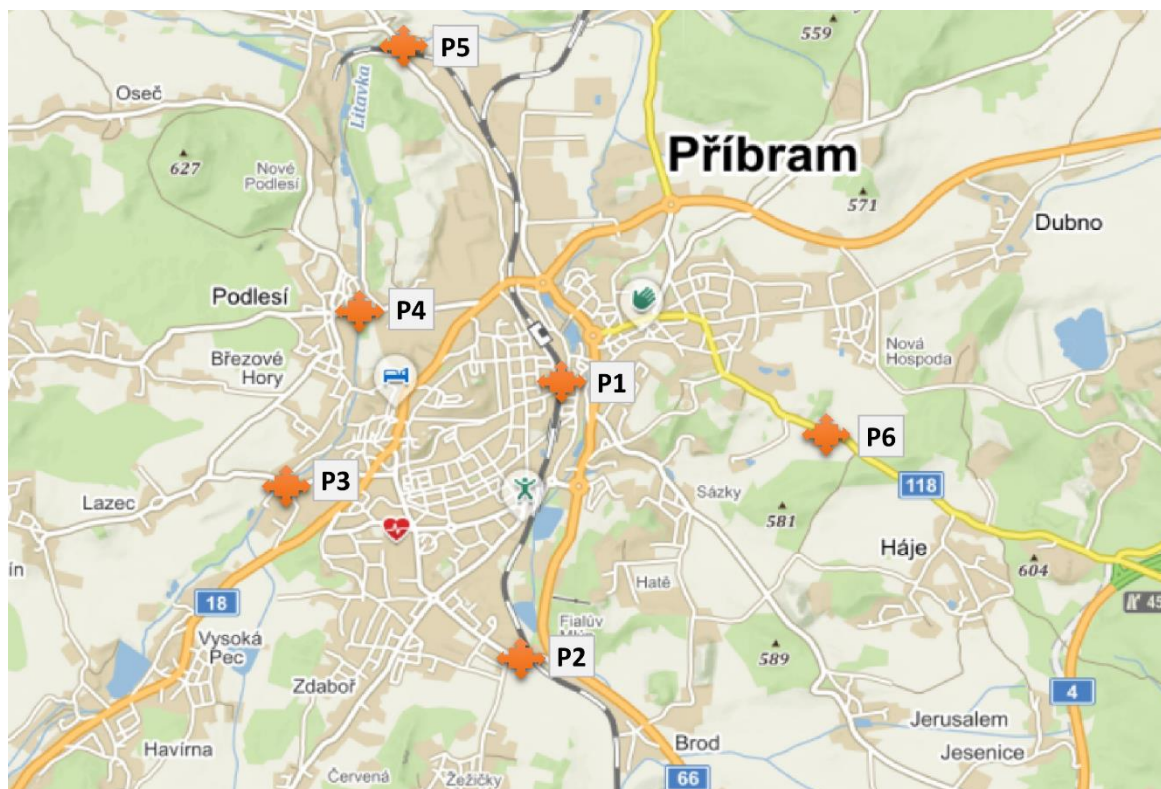 559
P5
Oseč
Litavka
Příbram
627
Nové
Podlesí
571
Dubno
Podlesí
P4
Nová
Hospoda
Březové
Hory
P1
P6
P3
118
Lazec
Sázky
581
Háje
604
ín
Hatě
45
18
Fialův
Vysoká
Pec
P2
589
Zdaboř
4
Jerusalem
Brod
Havírna
Jesenice
Červená
Žežičky
66